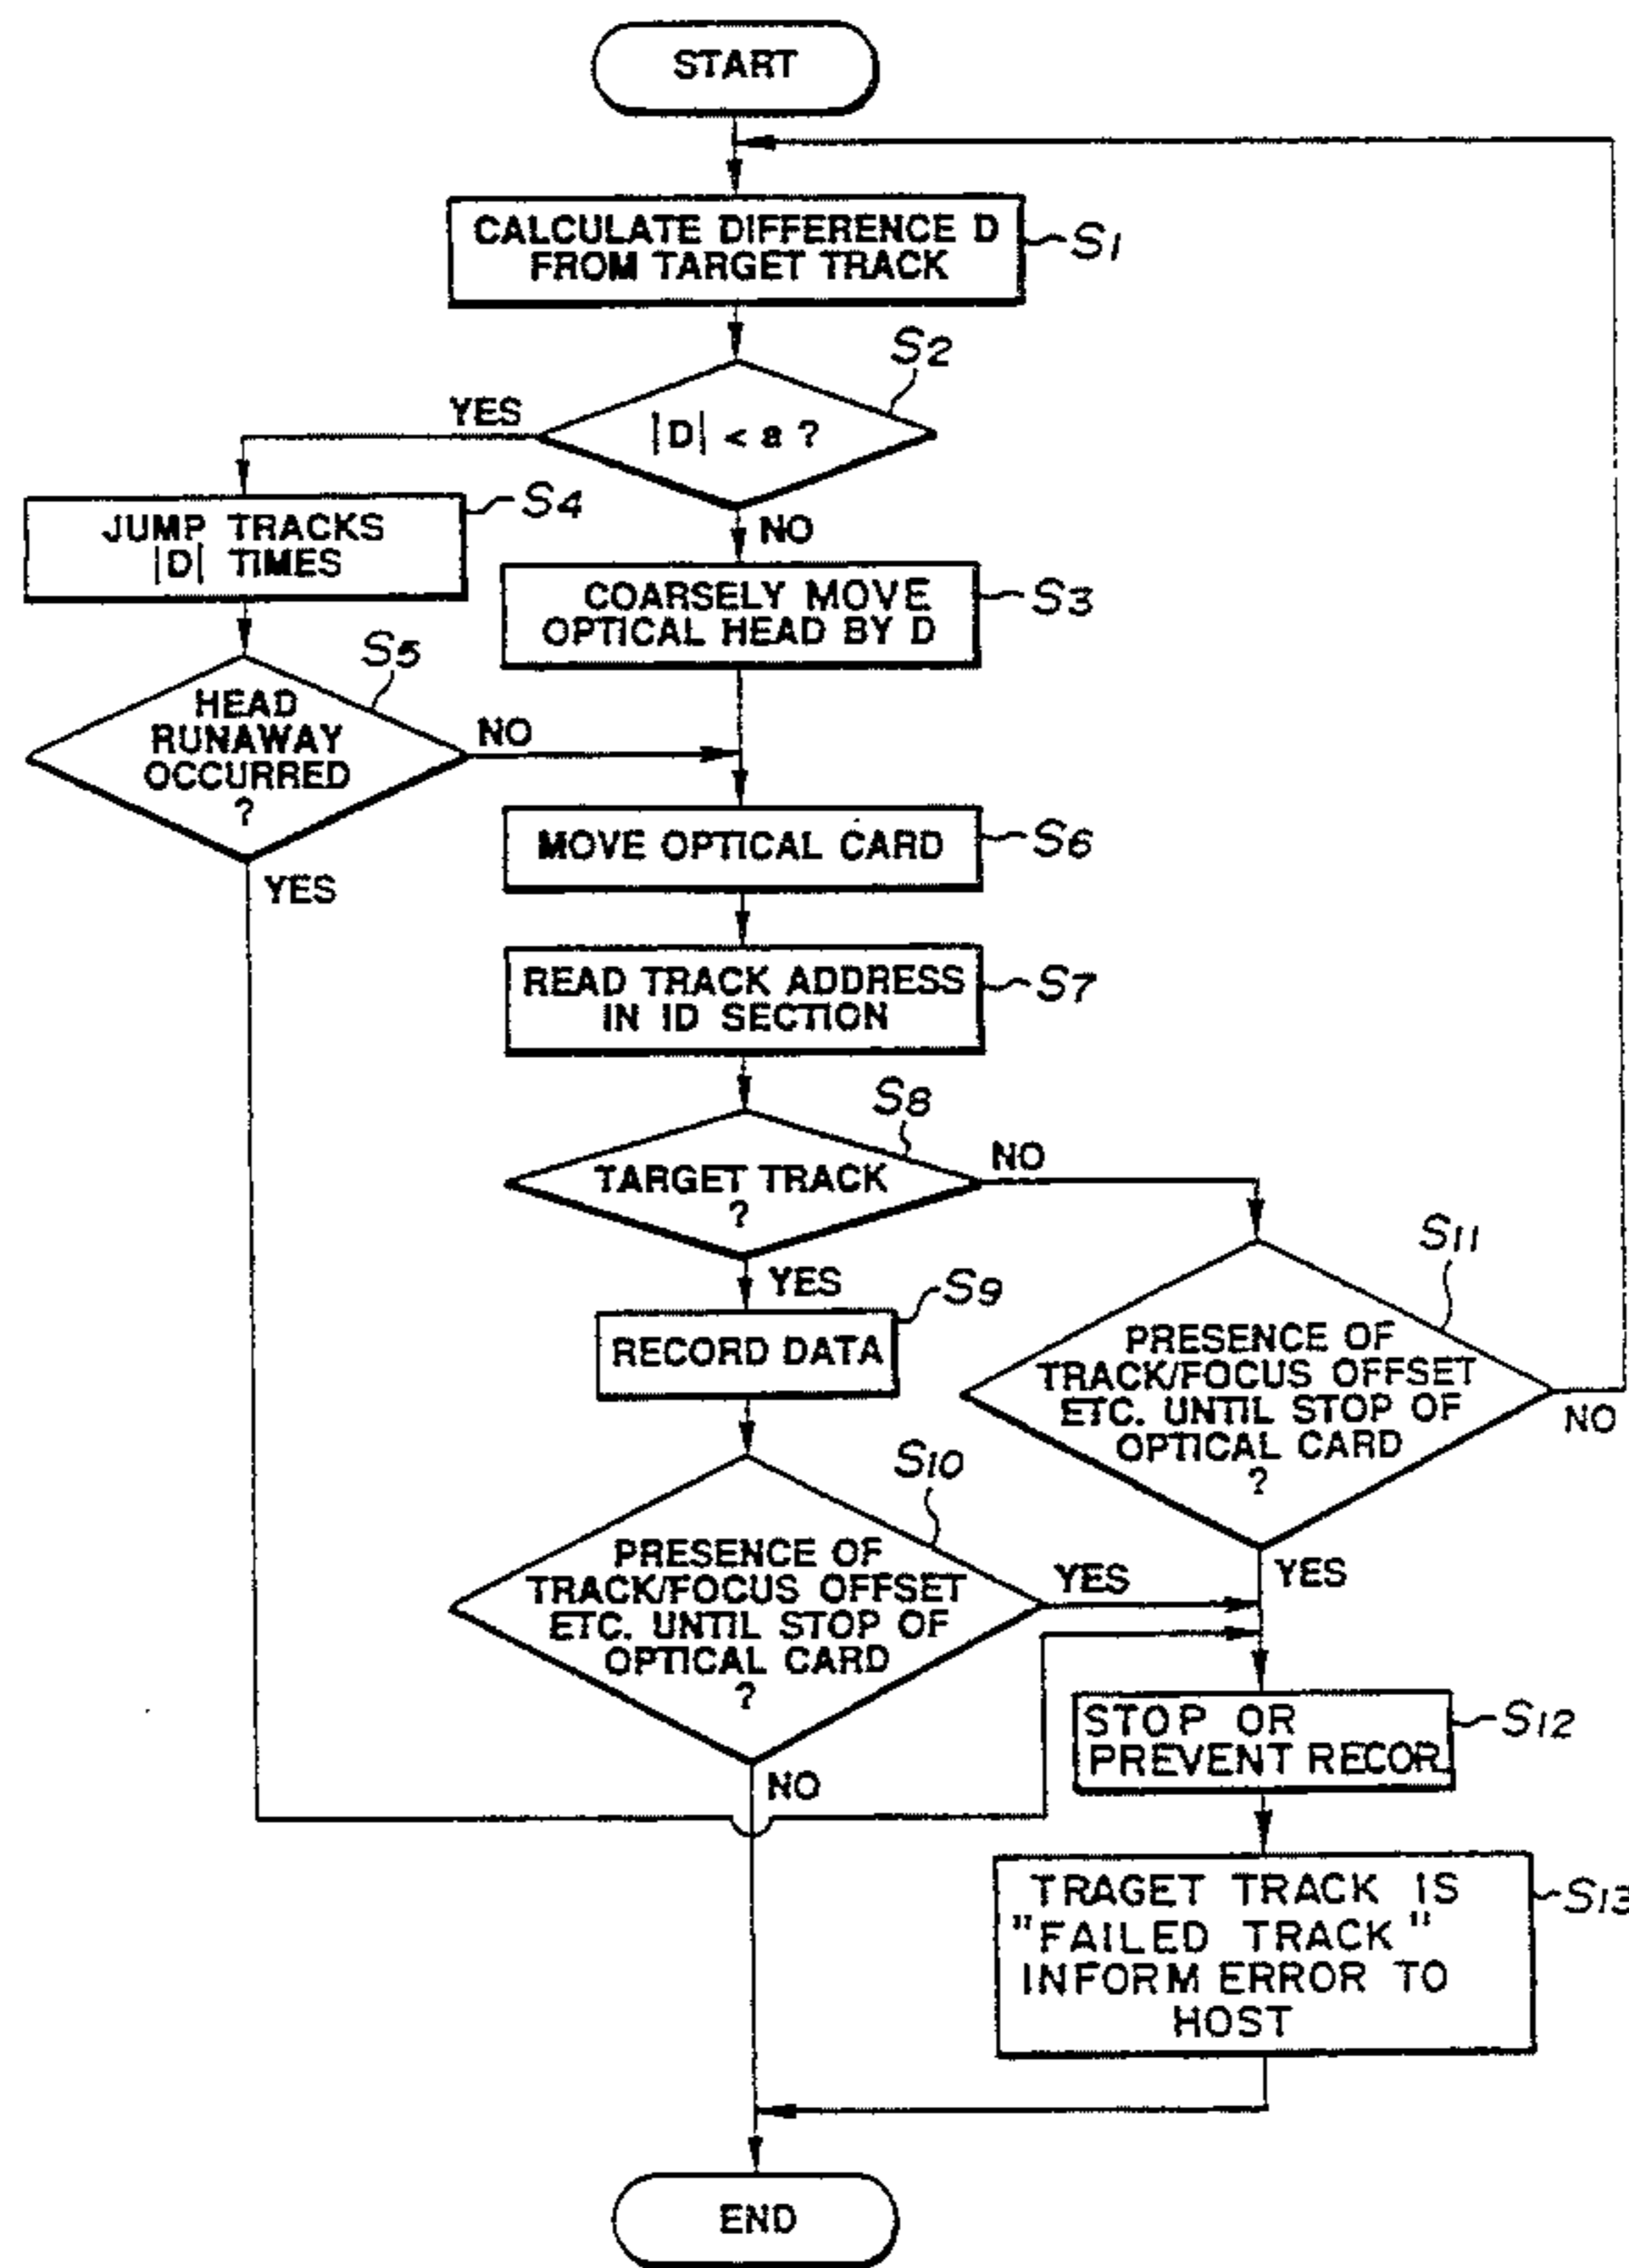 START
CALCULATE DIFFERENCE D
FROM TARGET TRACK
S1
S2
|D| < a ?
YES
NO
JUMP TRACKS
|D| TIMES
S4
COARSELY MOVE
OPTICAL HEAD BY D
S3
S5
HEAD
RUNAWAY
OCCURRED
?
NO
YES
MOVE OPTICAL CARD
S6
READ TRACK ADDRESS
IN ID SECTION
S7
S8
TARGET TRACK
?
NO
YES
RECORD DATA
S9
S11
PRESENCE OF
TRACK/FOCUS OFFSET
ETC. UNTIL STOP OF
OPTICAL CARD
?
NO
YES
S10
PRESENCE OF
TRACK/FOCUS OFFSET
ETC. UNTIL STOP OF
OPTICAL CARD
?
YES
NO
STOP OR
PREVENT RECOR.
S12
TRAGET TRACK IS
"FAILED TRACK"
INFORM ERROR TO
HOST
S13
END